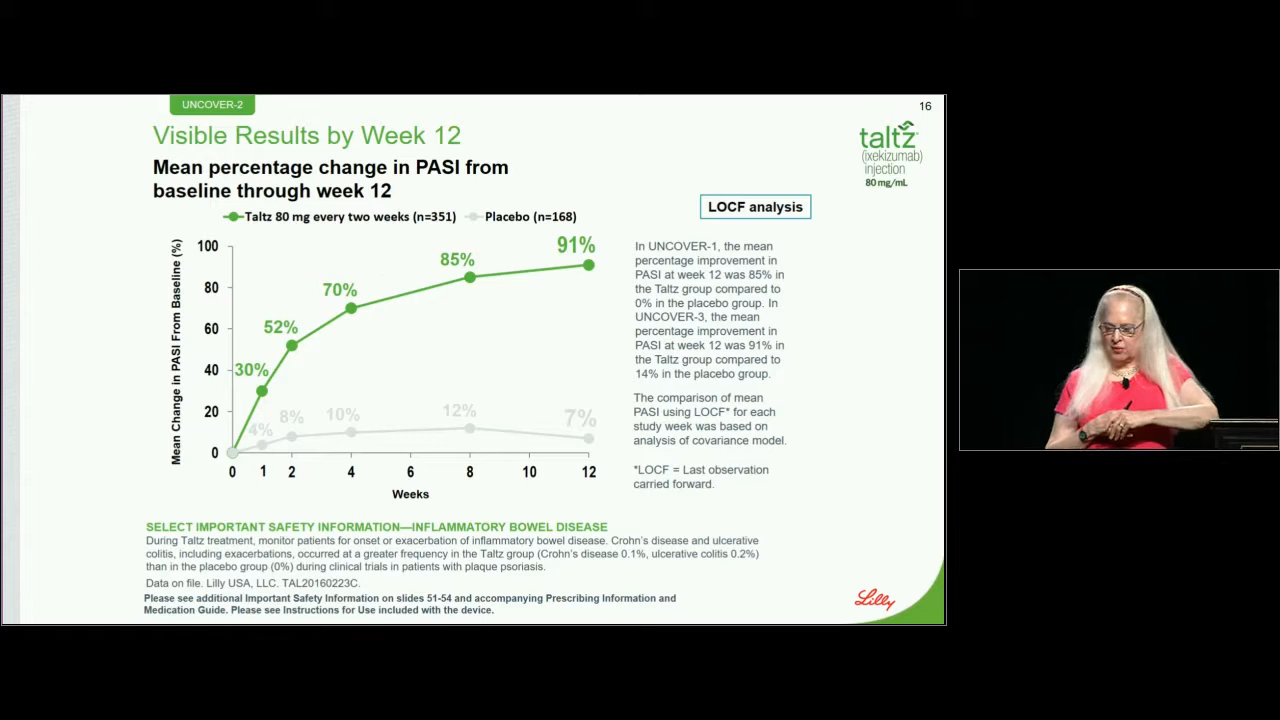 UNCOVER-2
16
Visible Results by Week 12
Mean percentage change in PASI from
baseline through week 12
taltz
(ixekizumab)
injection
80 mg/mL
LOCF analysis
Taltz 80 mg every two weeks (n=351)
Placebo (n=168)
Mean Change in PASI From Baseline (%)
100
80
60
40
20
0
30%
52%
70%
85%
91%
4%
8%
10%
12%
7%
0 1 2 4 6 8 10 12
Weeks
In UNCOVER-1, the mean
percentage improvement in
PASI at week 12 was 85% in
the Taltz group compared to
0% in the placebo group. In
UNCOVER-3, the mean
percentage improvement in
PASI at week 12 was 91% in
the Taltz group compared to
14% in the placebo group.
The comparison of mean
PASI using LOCF* for each
study week was based on
analysis of covariance model.
*LOCF = Last observation
carried forward.
SELECT IMPORTANT SAFETY INFORMATION—INFLAMMATORY BOWEL DISEASE
During Taltz treatment, monitor patients for onset or exacerbation of inflammatory bowel disease. Crohn's disease and ulcerative
colitis, including exacerbations, occurred at a greater frequency in the Taltz group (Crohn's disease 0.1%, ulcerative colitis 0.2%)
than in the placebo group (0%) during clinical trials in patients with plaque psoriasis.
Data on file. Lilly USA, LLC. TAL20160223C.
Please see additional Important Safety Information on slides 51-54 and accompanying Prescribing Information and
Medication Guide. Please see Instructions for Use included with the device.
Lilly